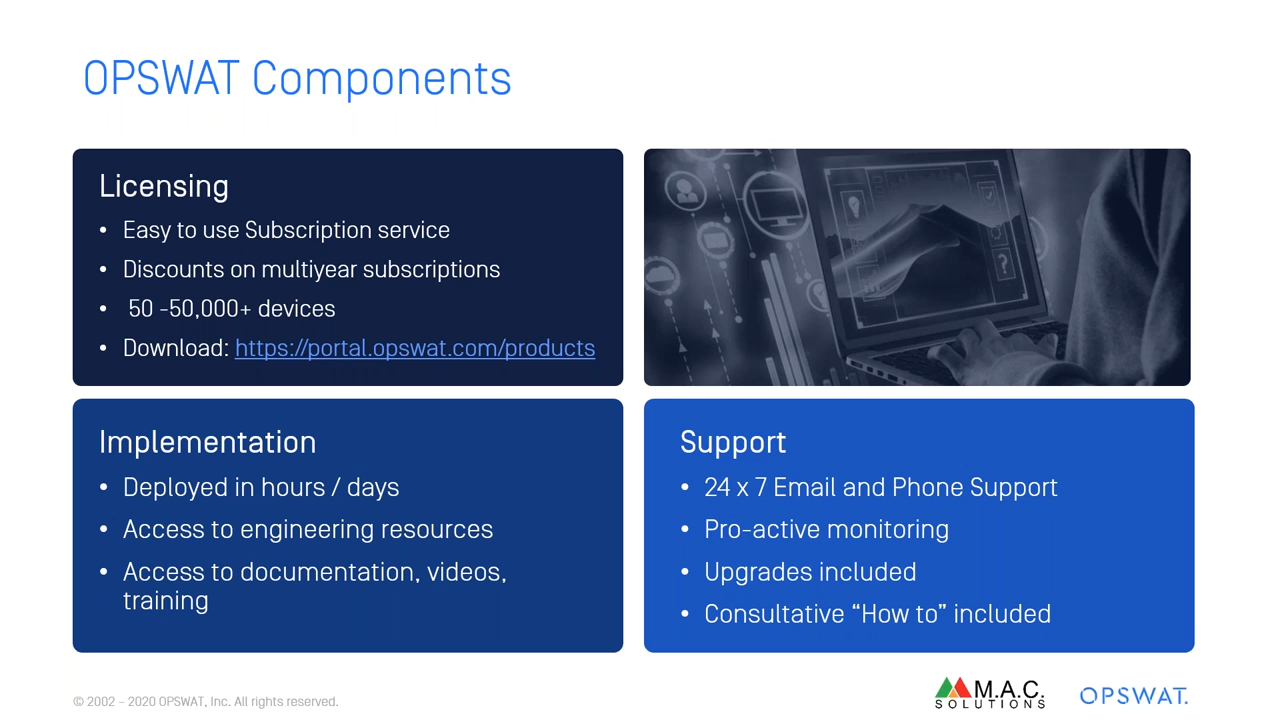 OPSWAT Components
Licensing
• Easy to use Subscription service
• Discounts on multiyear subscriptions
• 50 -50,000+ devices
• Download: https://portal.opswat.com/products
Implementation
• Deployed in hours / days
• Access to engineering resources
• Access to documentation, videos,
training
Support
• 24 x 7 Email and Phone Support
• Pro-active monitoring
• Upgrades included
• Consultative “How to” included
© 2002 - 2020 OPSWAT, Inc. All rights reserved.
M.A.C.
SOLUTIONS
OPSWAT.